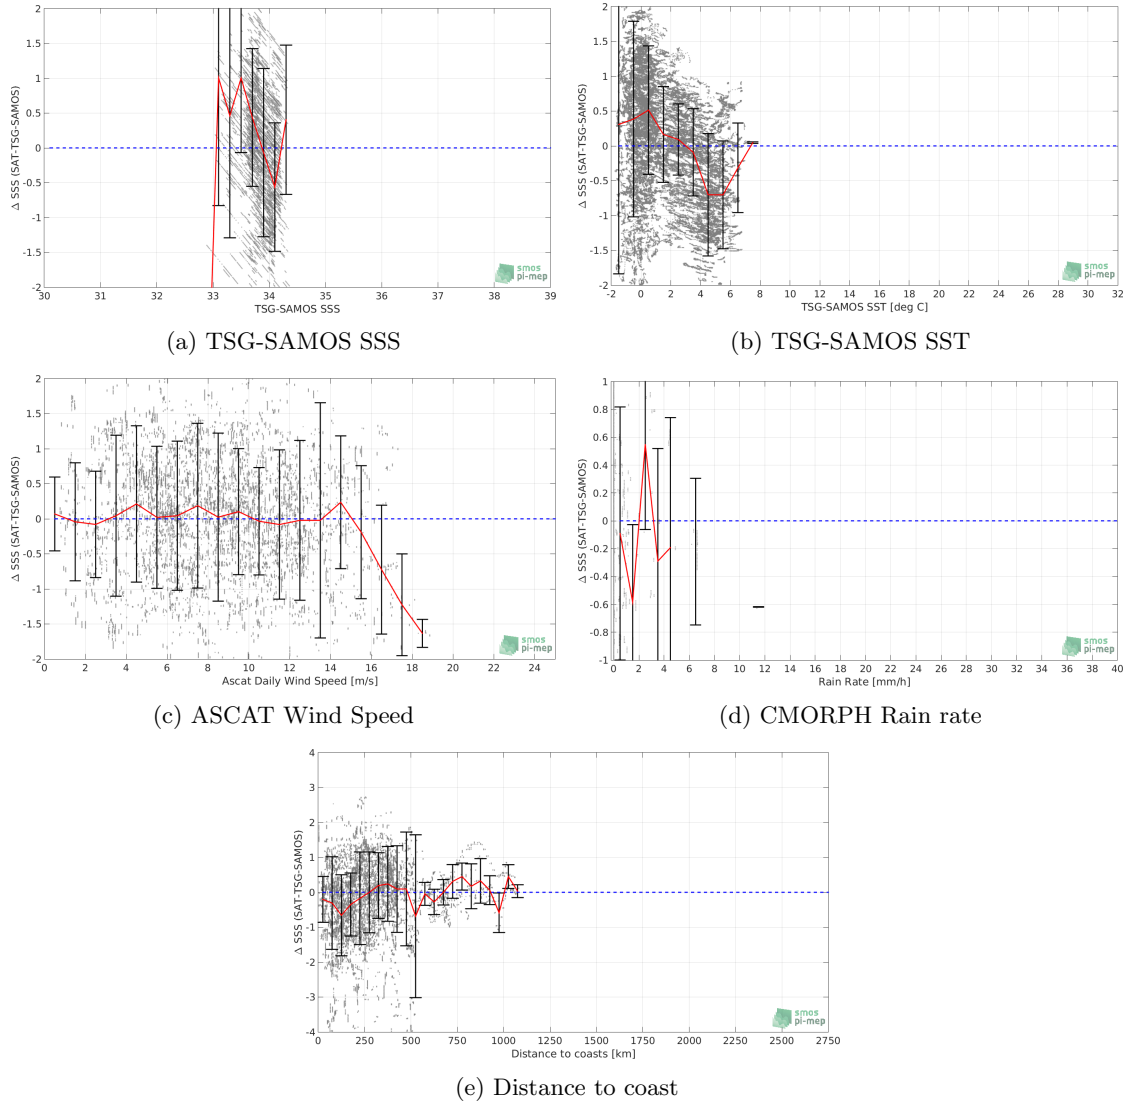 Δ SSS (SAT-TSG-SAMOS)
2
1.5
1
0.5
0
-0.5
-1
-1.5
-2
30 31 32 33 34 35 36 37 38 39
TSG-SAMOS SSS
smos
pi-mep
(a) TSG-SAMOS SSS
Δ SSS (SAT-TSG-SAMOS)
2
1.5
1
0.5
0
-0.5
-1
-1.5
-2
-2 0 2 4 6 8 10 12 14 16 18 20 22 24 26 28 30 32
TSG-SAMOS SST [deg C]
smos
pi-mep
(b) TSG-SAMOS SST
Δ SSS (SAT-TSG-SAMOS)
2
1.5
1
0.5
0
-0.5
-1
-1.5
-2
0 2 4 6 8 10 12 14 16 18 20 22 24
Ascat Daily Wind Speed [m/s]
smos
pi-mep
(c) ASCAT Wind Speed
Δ SSS (SAT-TSG-SAMOS)
1
0.8
0.6
0.4
0.2
0
-0.2
-0.4
-0.6
-0.8
-1
0 2 4 6 8 10 12 14 16 18 20 22 24 26 28 30 32 34 36 38 40
Rain Rate [mm/h]
smos
pi-mep
(d) CMORPH Rain rate
Δ SSS (SAT-TSG-SAMOS)
4
3
2
1
0
-1
-2
-3
-4
0 250 500 750 1000 1250 1500 1750 2000 2250 2500 2750
Distance to coasts [km]
smos
pi-mep
(e) Distance to coast